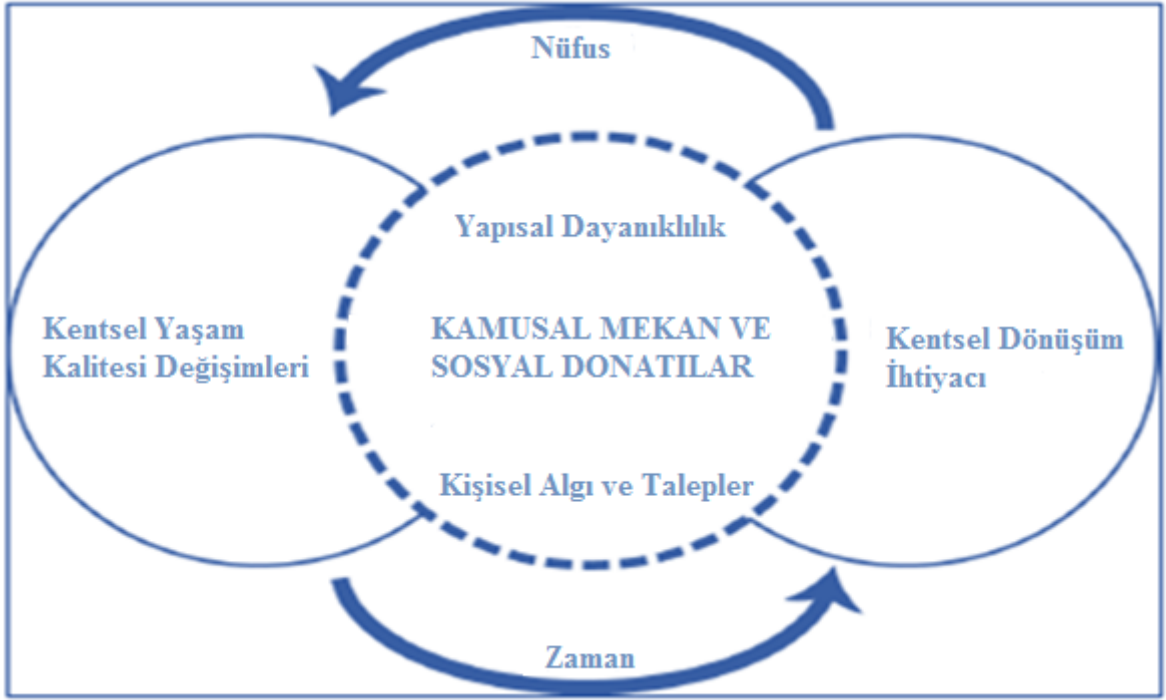 Nüfus
Yapısal Dayanıklılık
Kentsel Yaşam
Kalitesi Değişimleri
KAMUSAL MEKAN VE
SOSYAL DONATILAR
Kentsel Dönüşüm
İhtiyacı
Kişisel Algı ve Talepler
Zaman